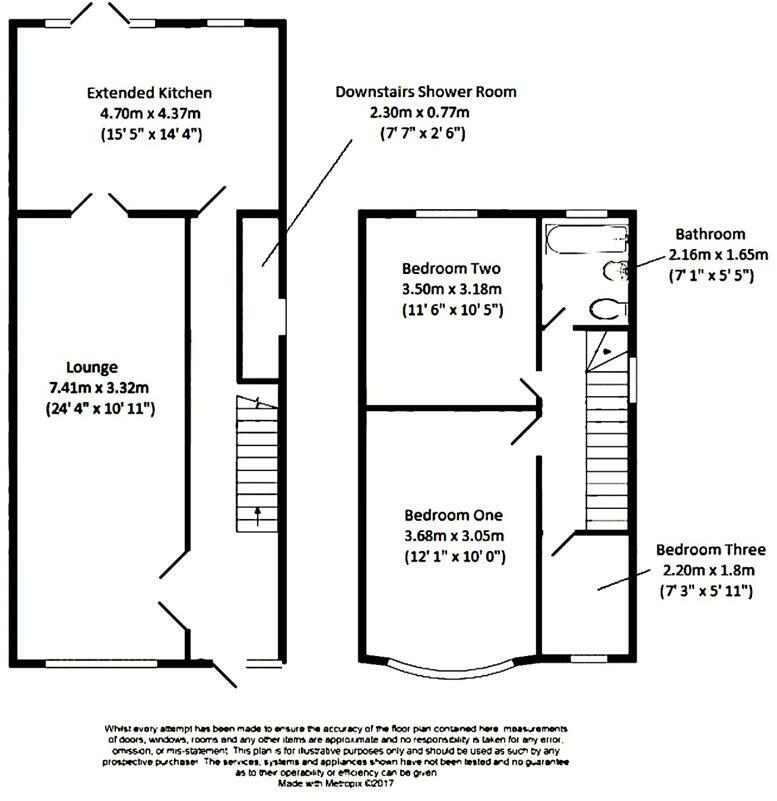 Extended Kitchen
4.70m x 4.37m
(15' 5" x 14' 4")
Downstairs Shower Room
2.30m x 0.77m
(7' 7" x 2' 6")
Lounge
7.41m x 3.32m
(24' 4" x 10' 11")
Bedroom Two
3.50m x 3.18m
(11' 6" x 10' 5")
Bathroom
2.16m x 1.65m
(7' 1" x 5' 5")
Bedroom One
3.68m x 3.05m
(12' 1" x 10' 0")
Bedroom Three
2.20m x 1.8m
(7' 3" x 5' 11")
Whilst every attempt has been made to ensure the accuracy of the floor plan contained here, measurements
of doors, windows, rooms and any other items are approximate and no responsibility is taken for any error,
omission, or mis-statement. This plan is for illustrative purposes only and should be used as such by any
prospective purchaser. The services, systems and appliances shown have not been tested and no guarantee
as to their operability or efficiency can be given
Made with Metropix ©2017